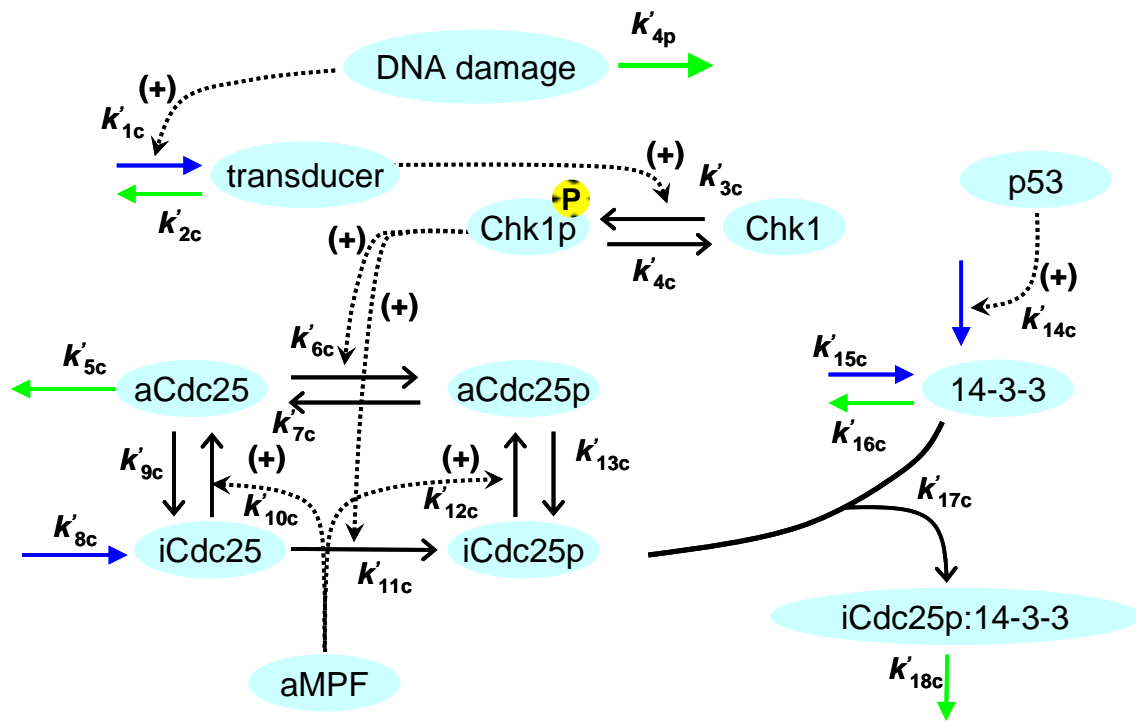 k'4p
DNA damage
(+)
k'1c
transducer
k'2c
(+)
k'3c
P
Chk1p
Chk1
k'4c
p53
(+)
k'14c
(+)
(+)
k'6c
k'5c
aCdc25
aCdc25p
k'7c
k'15c
14-3-3
k'16c
k'9c
(+)
k'10c
(+)
k'12c
k'13c
k'17c
k'8c
iCdc25
iCdc25p
k'11c
iCdc25p:14-3-3
aMPF
k'18c